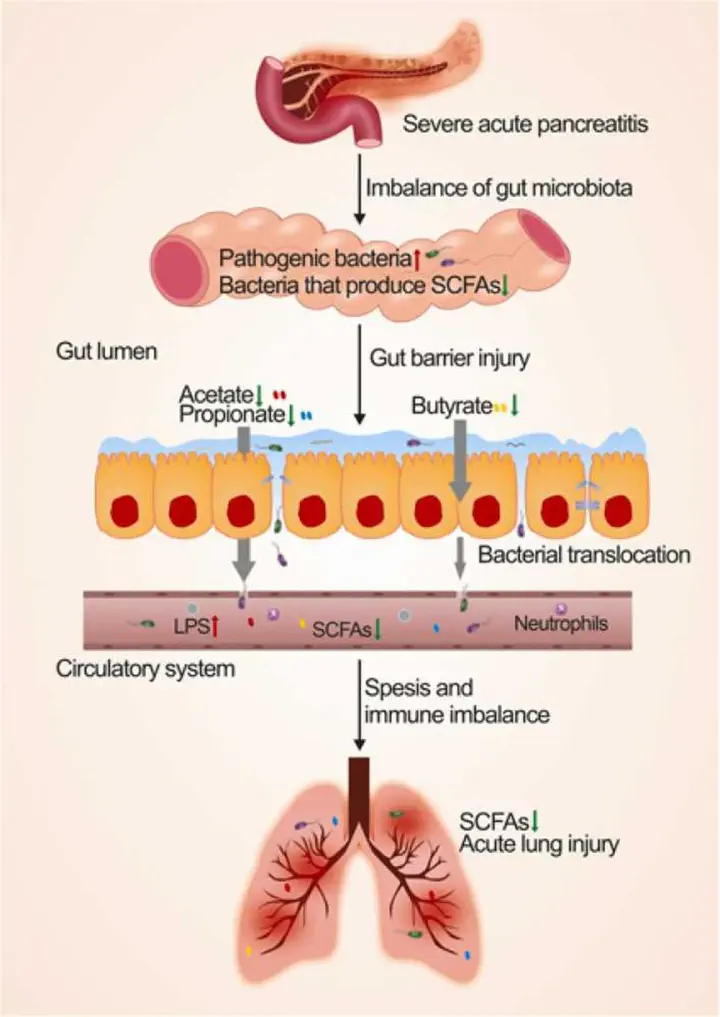 Severe acute pancreatitis
Imbalance of gut microbiota
Pathogenic bacteria
Bacteria that produce SCFAs
Gut lumen
Gut barrier injury
Acetate
Propionate
Butyrate
Bacterial translocation
LPS
SCFAs
Neutrophils
Circulatory system
Spesis and
immune imbalance
SCFAs
Acute lung injury